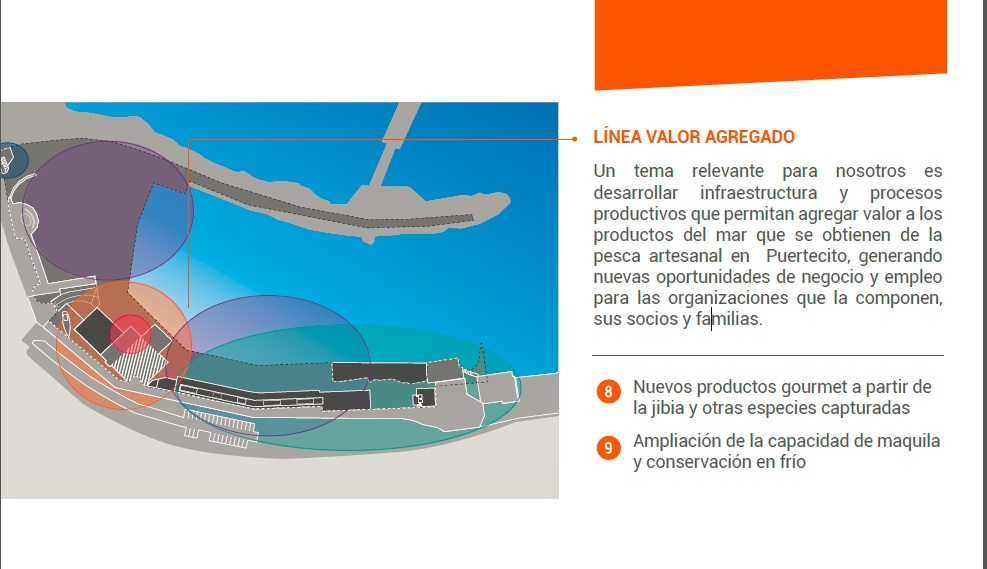 LÍNEA VALOR AGREGADO
Un tema relevante para nosotros es
desarrollar infraestructura y procesos
productivos que permitan agregar valor a los
productos del mar que se obtienen de la
pesca artesanal en Puertecito, generando
nuevas oportunidades de negocio y empleo
para las organizaciones que la componen,
sus socios y familias.
8 Nuevos productos gourmet a partir de
la jibia y otras especies capturadas
9 Ampliación de la capacidad de maquila
y conservación en frío